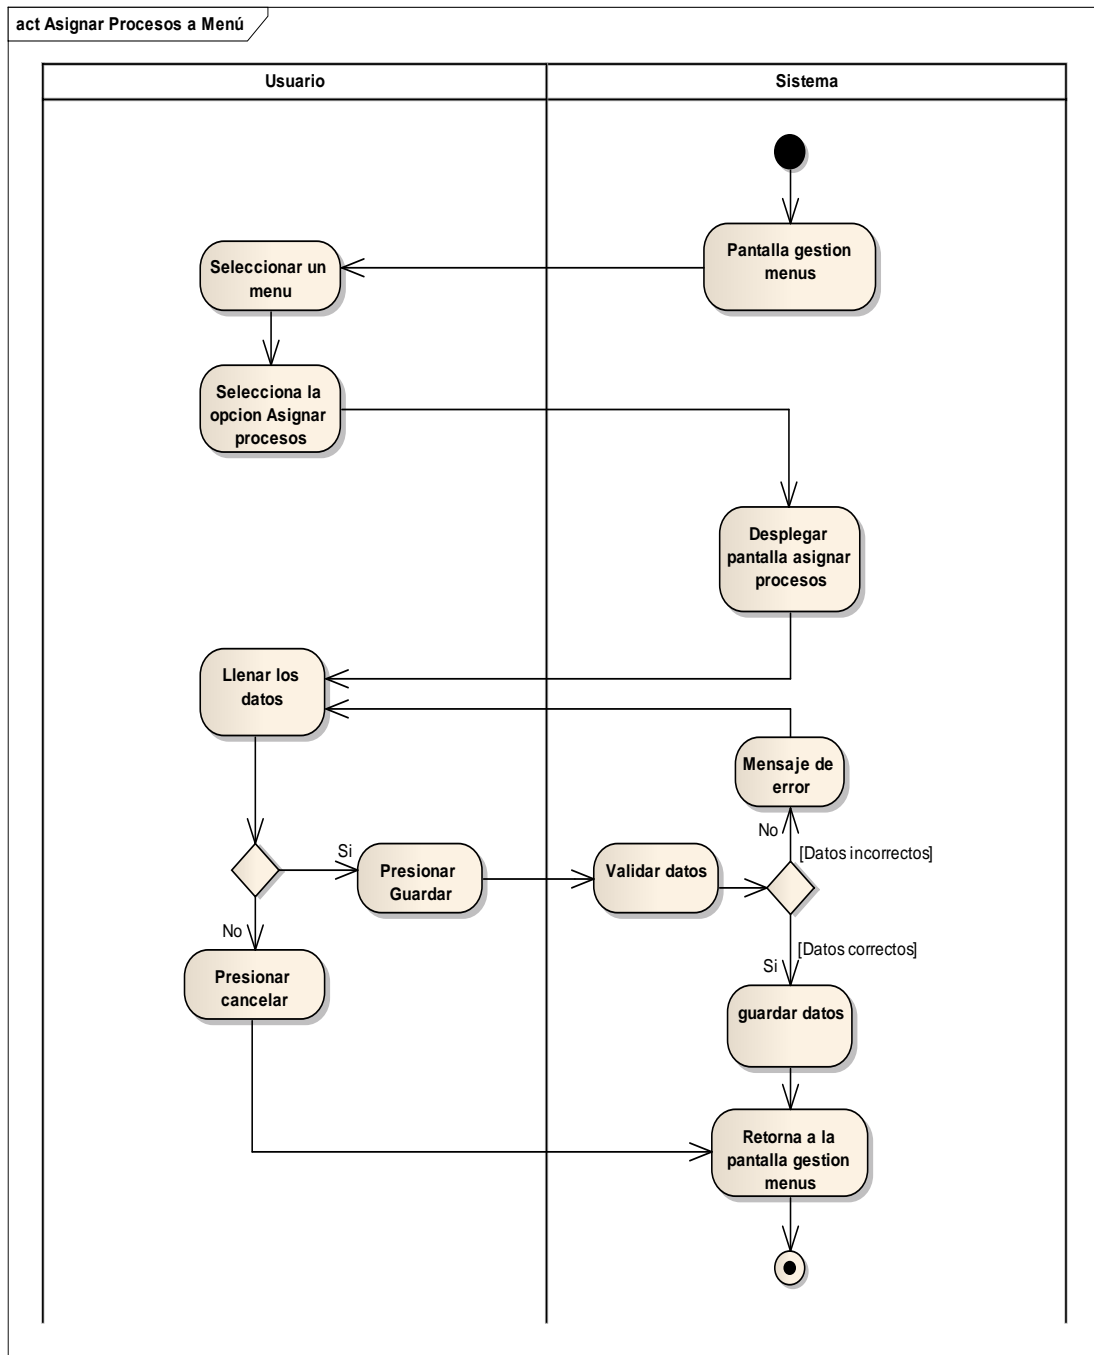 act Asignar Procesos a Menú
Usuario
Sistema
Pantalla gestion
menus
Seleccionar un
menu
Selecciona la
opcion Asignar
procesos
Desplegar
pantalla asignar
procesos
Llenar los
datos
Mensaje de
error
No
[Datos incorrectos]
Si
Presionar
Guardar
Validar datos
No
[Datos correctos]
Si
Presionar
cancelar
guardar datos
Retorna a la
pantalla gestion
menus